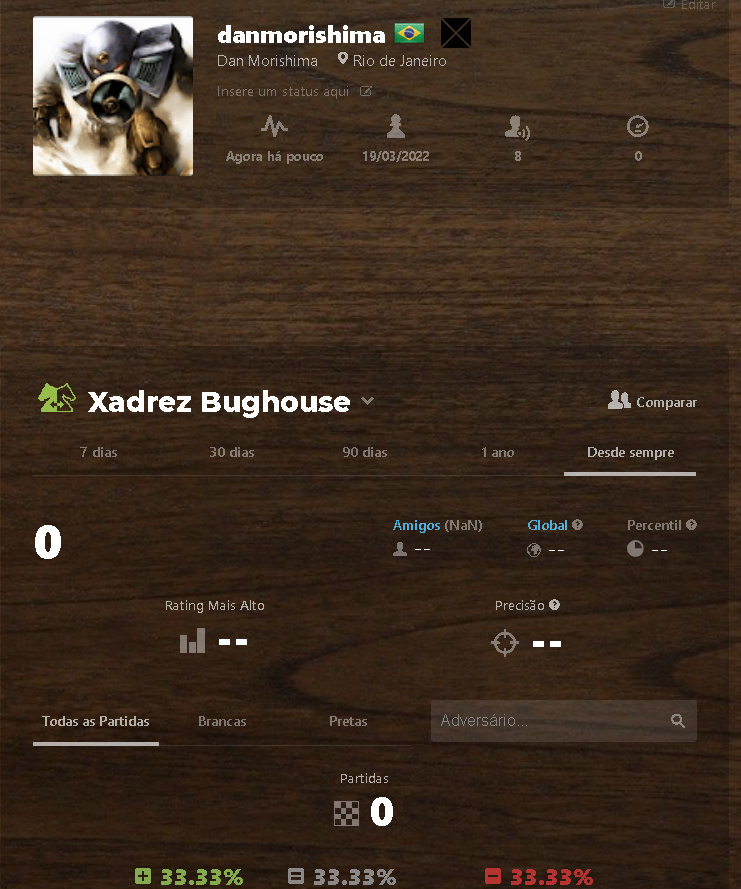 Editar
danmorishima
Dan Morishima Rio de Janeiro
Insere um status aqui
Agora há pouco 19/03/2022 8 0
Xadrez Bughouse
Comparar
7 dias 30 dias 90 dias 1 ano Desde sempre
0
Amigos (NaN) Global Percentil
-- -- --
Rating Mais Alto Precisão
-- --
Todas as Partidas Brancas Pretas Adversário...
Partidas
0
33.33% 33.33% 33.33%